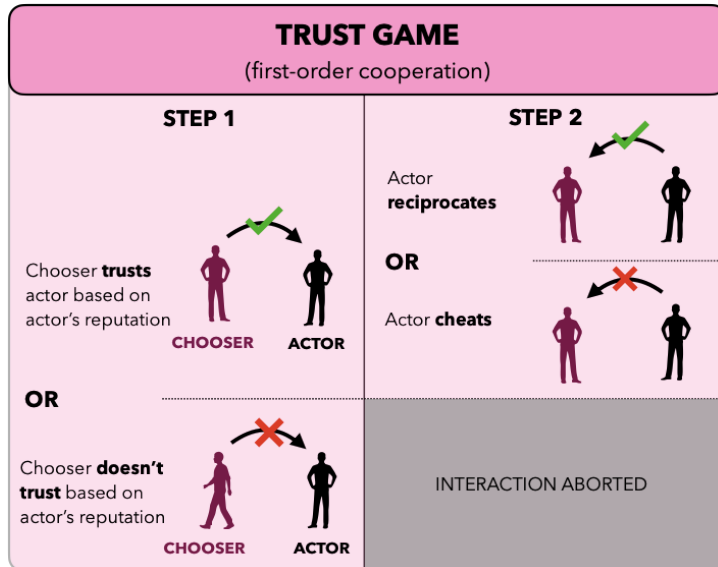 TRUST GAME
(first-order cooperation)
STEP 1
Chooser trusts
actor based on
actor's reputation
CHOOSER
ACTOR
OR
Chooser doesn't
trust based on
actor's reputation
CHOOSER
ACTOR
STEP 2
Actor
reciprocates
OR
Actor cheats
INTERACTION ABORTED